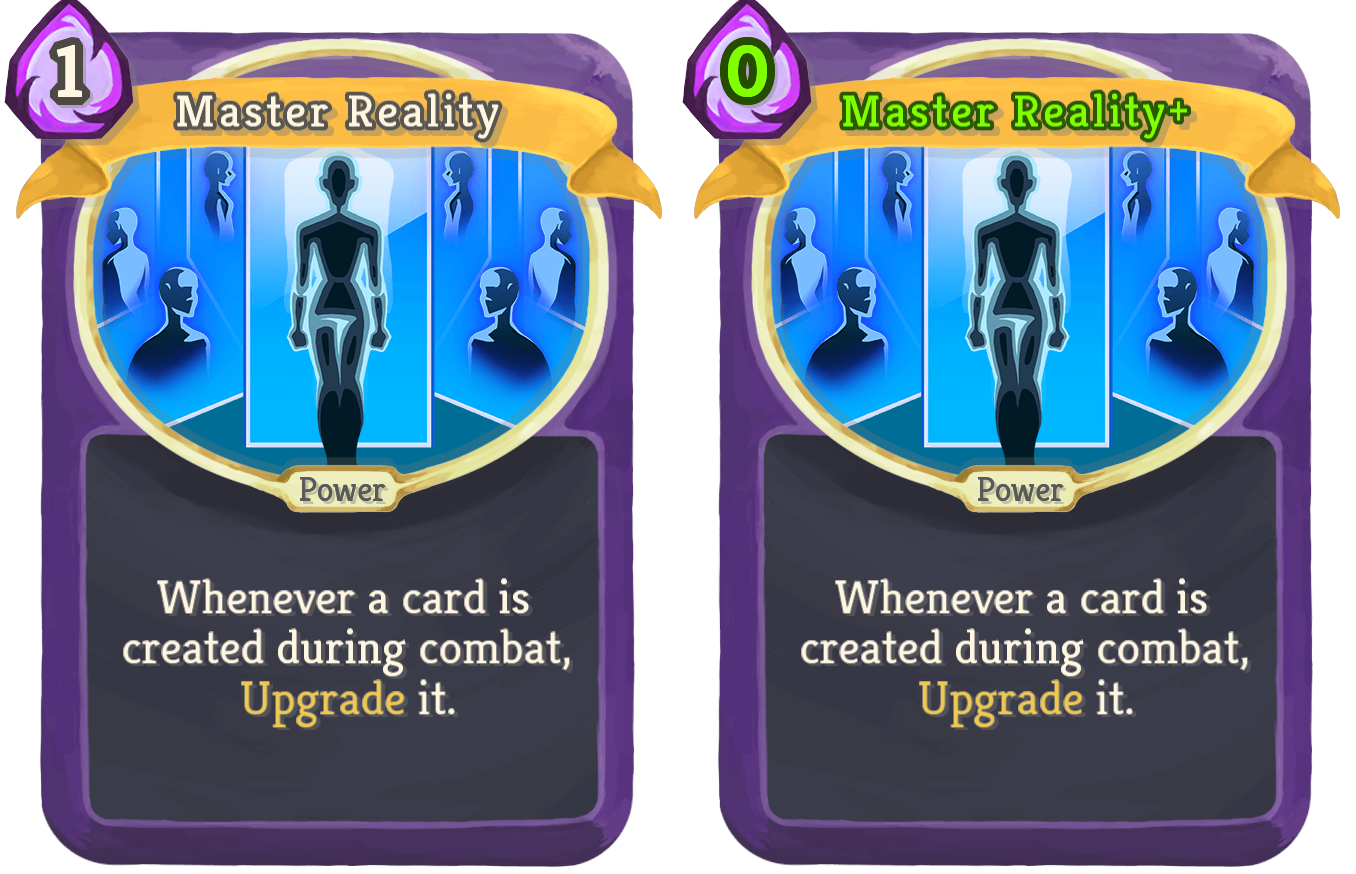 1
Master Reality
Power
Whenever a card is
created during combat,
Upgrade it.
0
Master Reality+
Power
Whenever a card is
created during combat,
Upgrade it.